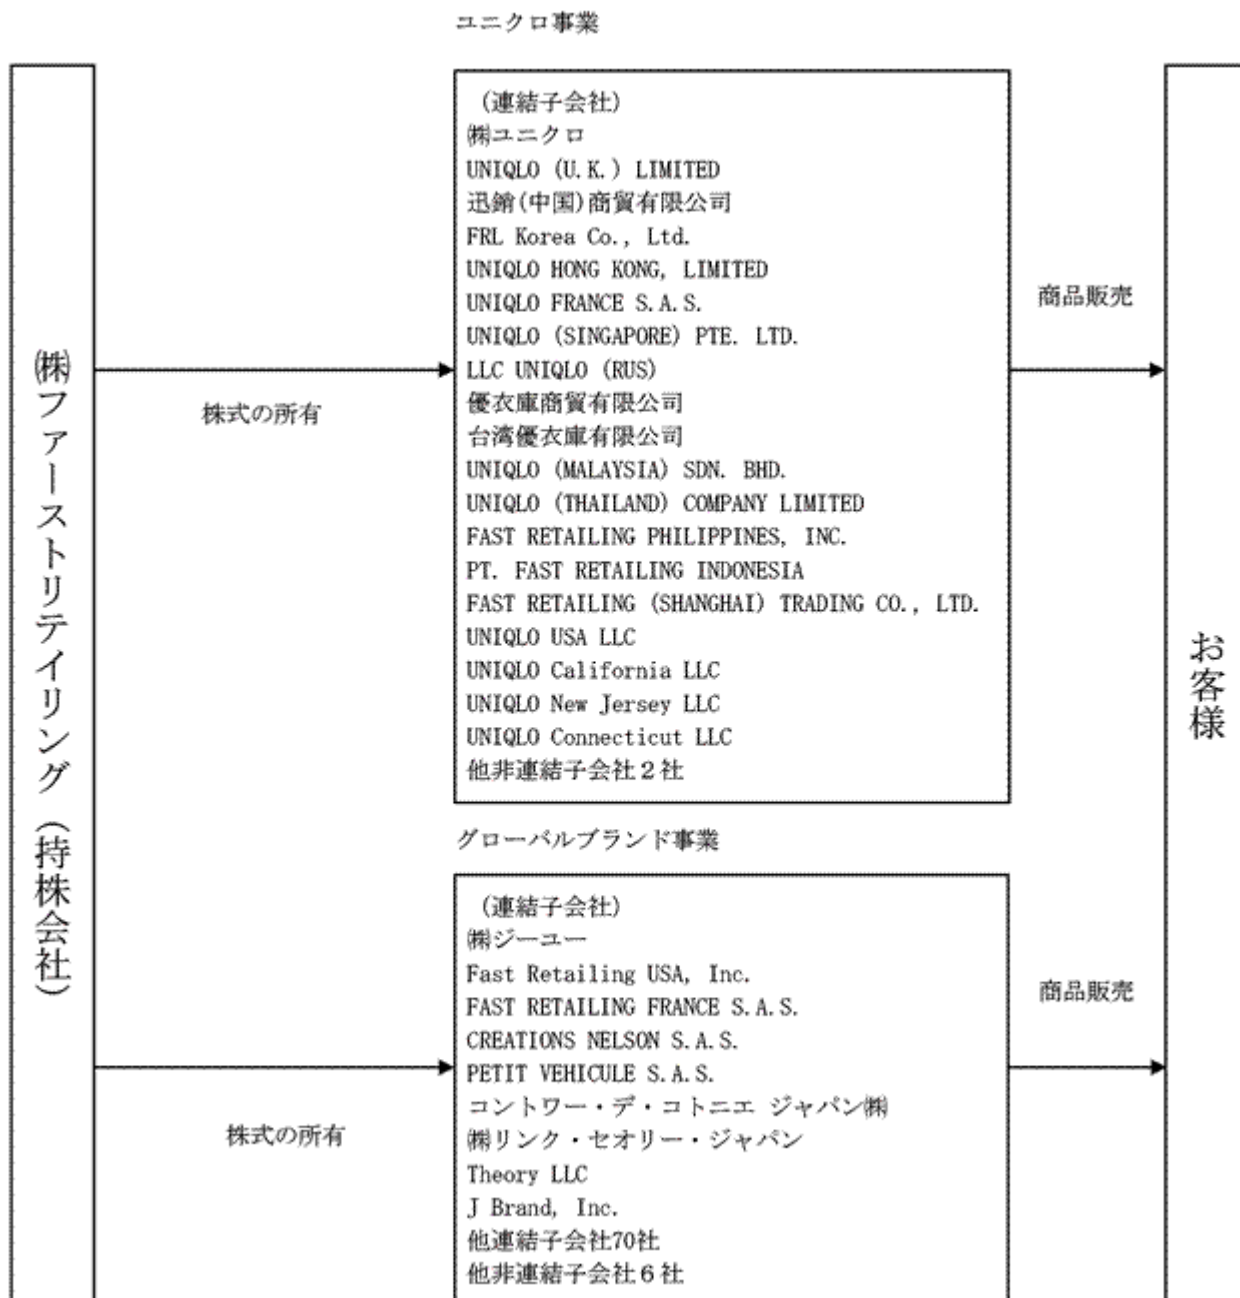 ユニクロ事業
㈱ファーストリテイリング(持株会社)
株式の所有
(連結子会社)
㈱ユニクロ
UNIQLO (U.K.) LIMITED
迅銷(中国)商貿有限公司
FRL Korea Co., Ltd.
UNIQLO HONG KONG, LIMITED
UNIQLO FRANCE S.A.S.
UNIQLO (SINGAPORE) PTE. LTD.
LLC UNIQLO (RUS)
優衣庫商貿有限公司
台湾優衣庫有限公司
UNIQLO (MALAYSIA) SDN. BHD.
UNIQLO (THAILAND) COMPANY LIMITED
FAST RETAILING PHILIPPINES, INC.
PT. FAST RETAILING INDONESIA
FAST RETAILING (SHANGHAI) TRADING CO., LTD.
UNIQLO USA LLC
UNIQLO California LLC
UNIQLO New Jersey LLC
UNIQLO Connecticut LLC
他非連結子会社2社
商品販売
お客様
グローバルブランド事業
株式の所有
(連結子会社)
㈱ジーユー
Fast Retailing USA, Inc.
FAST RETAILING FRANCE S.A.S.
CREATIONS NELSON S.A.S.
PETIT VEHICULE S.A.S.
コントワー・デ・コトニエ ジャパン㈱
㈱リンク・セオリー・ジャパン
Theory LLC
J Brand, Inc.
他連結子会社70社
他非連結子会社6社
商品販売